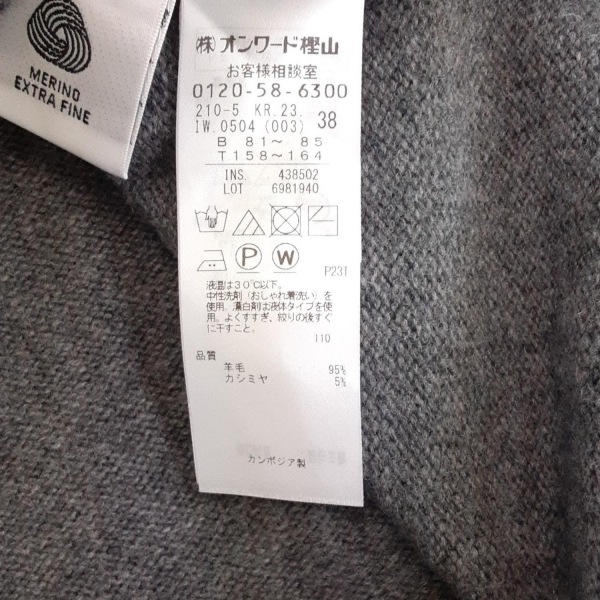 MERINO
EXTRA FINE
㈱オンワード樫山
お客様相談室
0120-58-6300
210-5 KR.23.
IW.0504 (003) 38
B 81〜 85
T158〜164
INS. 438502
LOT 6981940
P W
P23T
液温は30℃以下。
中性洗剤(おしゃれ着洗い)を
使用。漂白剤は液体タイプを使
用。よくすすぎ、絞りの後すぐ
に干すこと。
110
品質
羊毛 95%
カシミヤ 5%
カンボジア製